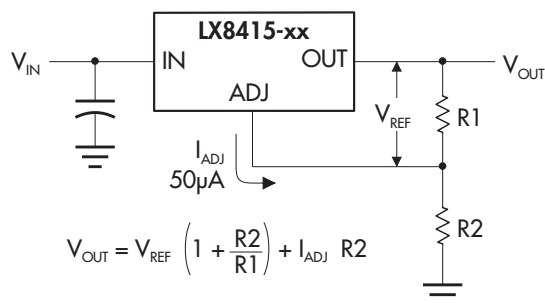 LX8415-xx
V_IN
IN
OUT
V_OUT
ADJ
V_REF
R1
I_ADJ
50µA
R2
V_OUT = V_REF (1 + R2/R1) + I_ADJ R2